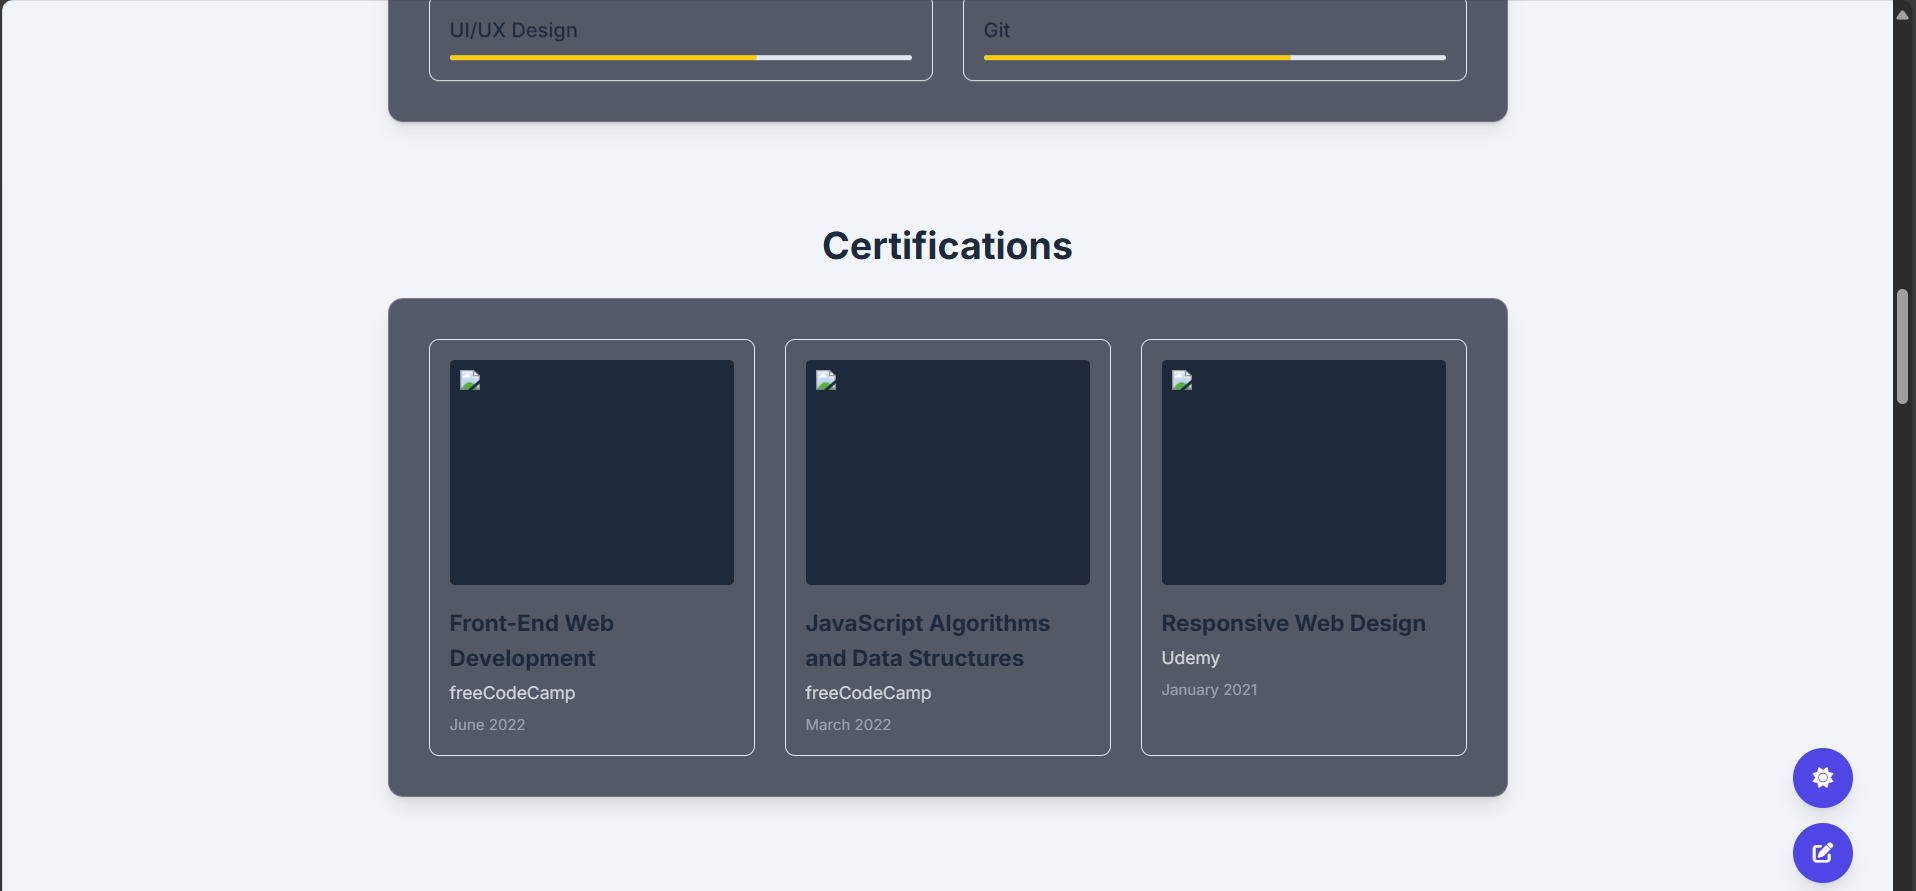 UI/UX Design
Git
Certifications
Front-End Web
Development
freeCodeCamp
June 2022
JavaScript Algorithms
and Data Structures
freeCodeCamp
March 2022
Responsive Web Design
Udemy
January 2021